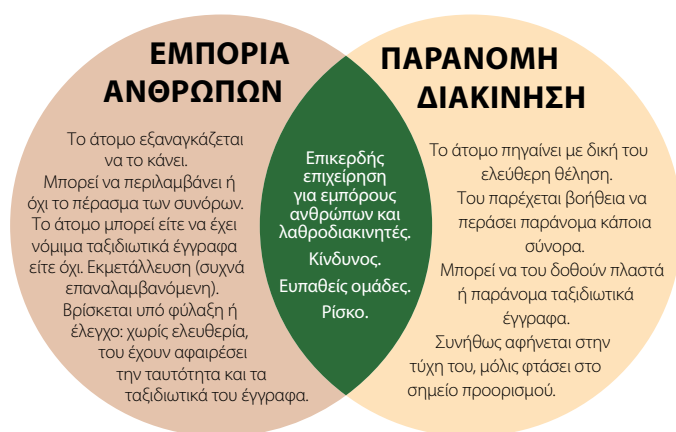 ΕΜΠΟΡΙΑ
ΑΝΘΡΩΠΩΝ
Το άτομο εξαναγκάζεται
να το κάνει.
Μπορεί να περιλαμβάνει ή
όχι το πέρασμα των συνόρων.
Το άτομο μπορεί είτε να έχει
νόμιμα ταξιδιωτικά έγγραφα
είτε όχι. Εκμετάλλευση (συχνά
επαναλαμβανόμενη).
Βρίσκεται υπό φύλαξη ή
έλεγχο: χωρίς ελευθερία,
του έχουν αφαιρέσει
την ταυτότητα και τα
ταξιδιωτικά του έγγραφα.
Επικερδής
επιχείρηση
για εμπόρους
ανθρώπων και
λαθροδιακινητές.
Κίνδυνος.
Ευπαθείς ομάδες.
Ρίσκο.
ΠΑΡΑΝΟΜΗ
ΔΙΑΚΙΝΗΣΗ
Το άτομο πηγαίνει με δική του
ελεύθερη θέληση.
Του παρέχεται βοήθεια να
περάσει παράνομα κάποια
σύνορα.
Μπορεί να του δοθούν πλαστά
ή παράνομα ταξιδιωτικά
έγγραφα.
Συνήθως αφήνεται στην
τύχη του, μόλις φτάσει στο
σημείο προορισμού.